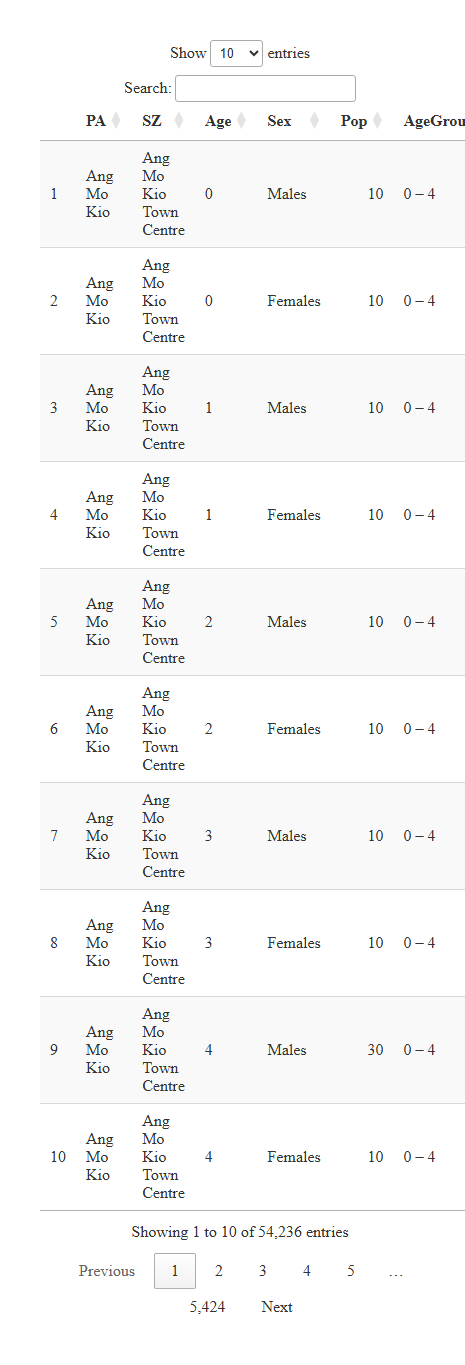 Show 10 entries
Search:
PA SZ Age Sex Pop AgeGrou
Ang
Mo
1 Ang Mo Kio Kio 0 Males 10 0 – 4
Town
Centre
Ang
Mo
2 Ang Mo Kio Kio 0 Females 10 0 – 4
Town
Centre
Ang
Mo
3 Ang Mo Kio Kio 1 Males 10 0 – 4
Town
Centre
Ang
Mo
4 Ang Mo Kio Kio 1 Females 10 0 – 4
Town
Centre
Ang
Mo
5 Ang Mo Kio Kio 2 Males 10 0 – 4
Town
Centre
Ang
Mo
6 Ang Mo Kio Kio 2 Females 10 0 – 4
Town
Centre
Ang
Mo
7 Ang Mo Kio Kio 3 Males 10 0 – 4
Town
Centre
Ang
Mo
8 Ang Mo Kio Kio 3 Females 10 0 – 4
Town
Centre
Ang
Mo
9 Ang Mo Kio Kio 4 Males 30 0 – 4
Town
Centre
Ang
Mo
10 Ang Mo Kio Kio 4 Females 10 0 – 4
Town
Centre
Showing 1 to 10 of 54,236 entries
Previous 1 2 3 4 5 …
5,424 Next